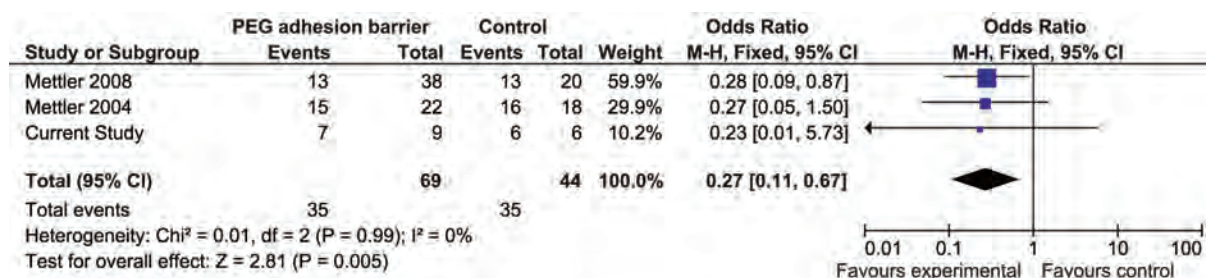 PEG adhesion barrier Control Odds Ratio Odds Ratio
Study or Subgroup Events Total Events Total Weight M-H, Fixed, 95% CI M-H, Fixed, 95% CI
Mettler 2008 13 38 13 20 59.9% 0.28 [0.09, 0.87]
Mettler 2004 15 22 16 18 29.9% 0.27 [0.05, 1.50]
Current Study 7 9 6 6 10.2% 0.23 [0.01, 5.73]
Total (95% CI) 69 44 100.0% 0.27 [0.11, 0.67]
Total events 35 35
Heterogeneity: Chi² = 0.01, df = 2 (P = 0.99); I² = 0%
Test for overall effect: Z = 2.81 (P = 0.005)
0.01 0.1 1 10 100
Favours experimental Favours control